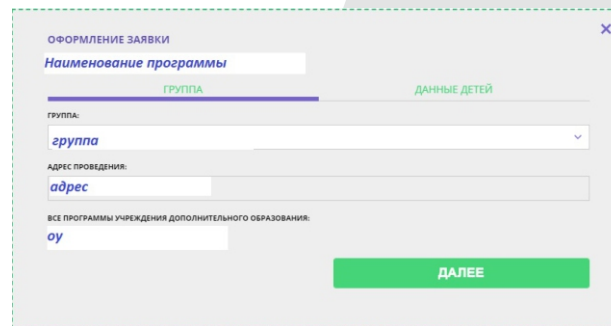 ОФОРМЛЕНИЕ ЗАЯВКИ
Наименование программы
ГРУППА ДАННЫЕ ДЕТЕЙ
ГРУППА:
группа
АДРЕС ПРОВЕДЕНИЯ:
адрес
ВСЕ ПРОГРАММЫ УЧРЕЖДЕНИЯ ДОПОЛНИТЕЛЬНОГО ОБРАЗОВАНИЯ:
оу
ДАЛЕЕ